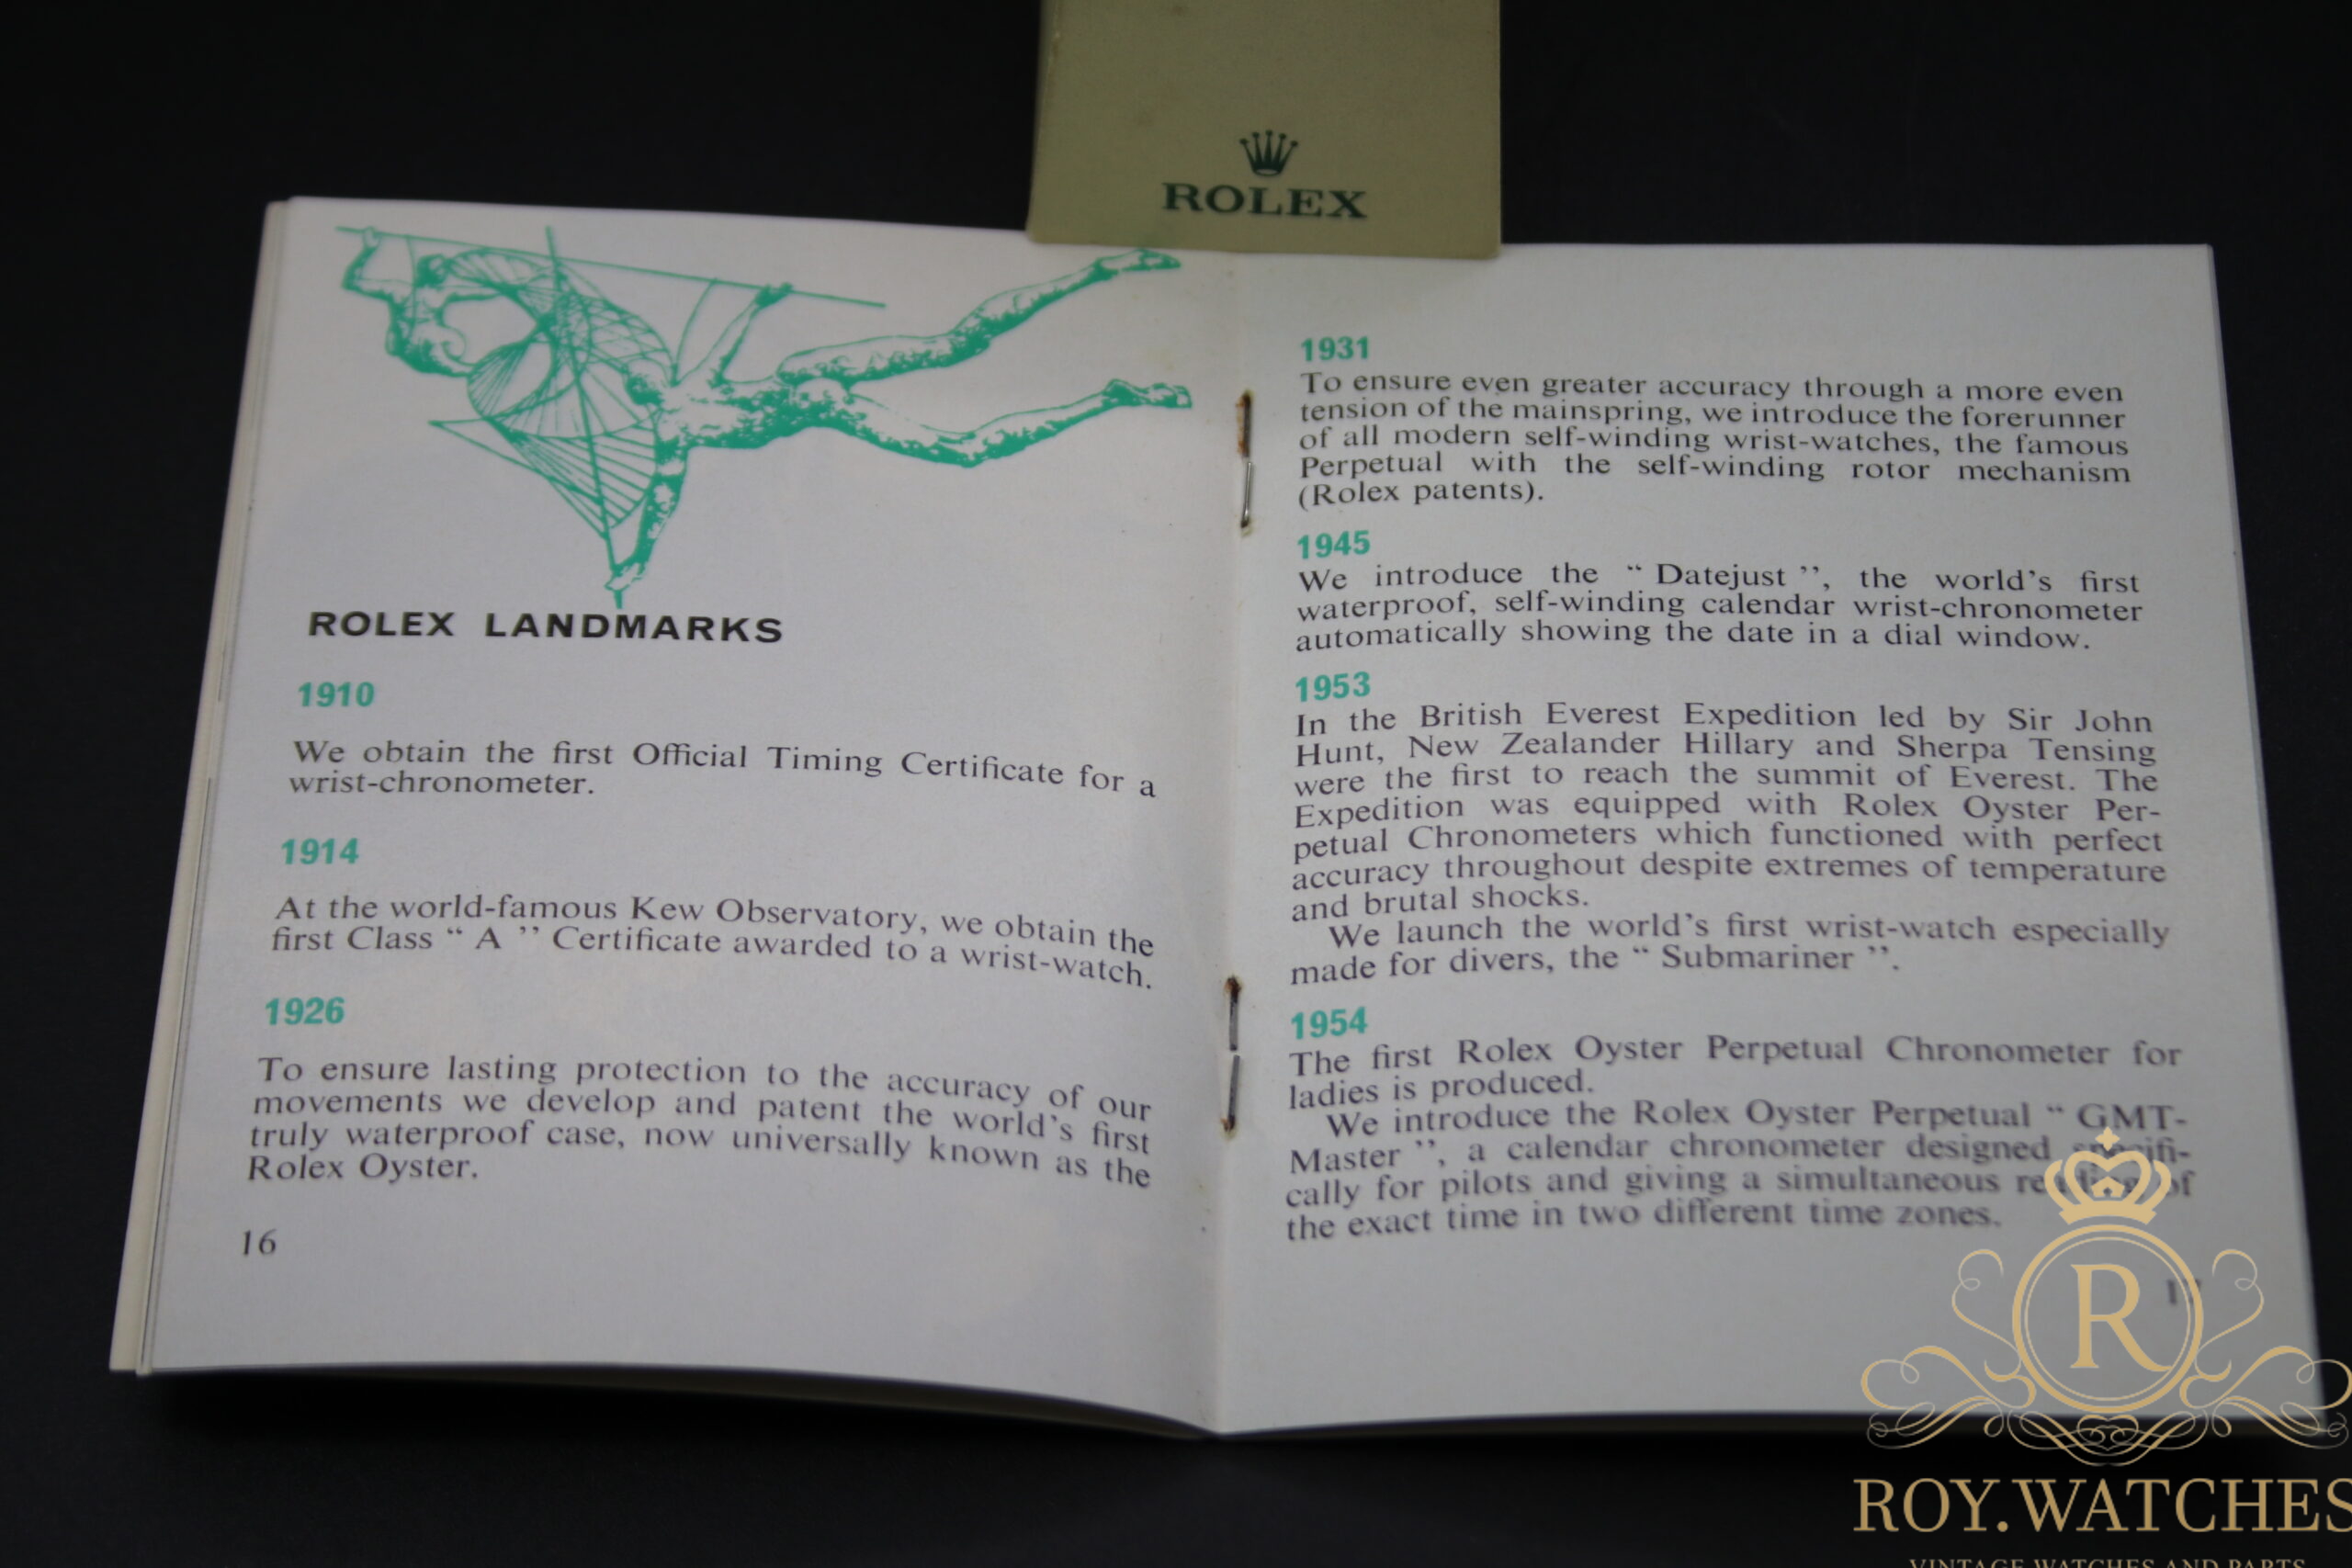 ROLEX
ROLEX LANDMARKS
1910
We obtain the first Official Timing Certificate for a
wrist-chronometer.
1914
At the world-famous Kew Observatory, we obtain the
first Class “ A ” Certificate awarded to a wrist-watch.
1926
To ensure lasting protection to the accuracy of our
movements we develop and patent the world’s first
truly waterproof case, now universally known as the
Rolex Oyster.
16
1931
To ensure even greater accuracy through a more even
tension of the mainspring, we introduce the forerunner
of all modern self-winding wrist-watches, the famous
Perpetual with the self-winding rotor mechanism
(Rolex patents).
1945
We introduce the “ Datejust ”, the world’s first
waterproof, self-winding calendar wrist-chronometer
automatically showing the date in a dial window.
1953
In the British Everest Expedition led by Sir John
Hunt, New Zealander Hillary and Sherpa Tensing
were the first to reach the summit of Everest. The
Expedition was equipped with Rolex Oyster Per-
petual Chronometers which functioned with perfect
accuracy throughout despite extremes of temperature
and brutal shocks.
We launch the world’s first wrist-watch especially
made for divers, the “ Submariner ”.
1954
The first Rolex Oyster Perpetual Chronometer for
ladies is produced.
We introduce the Rolex Oyster Perpetual “ GMT-
Master ”, a calendar chronometer designed specifi-
cally for pilots and giving a simultaneous reading of
the exact time in two different time zones.
17
R
ROY.WATCHES
VINTAGE WATCHES AND PARTS